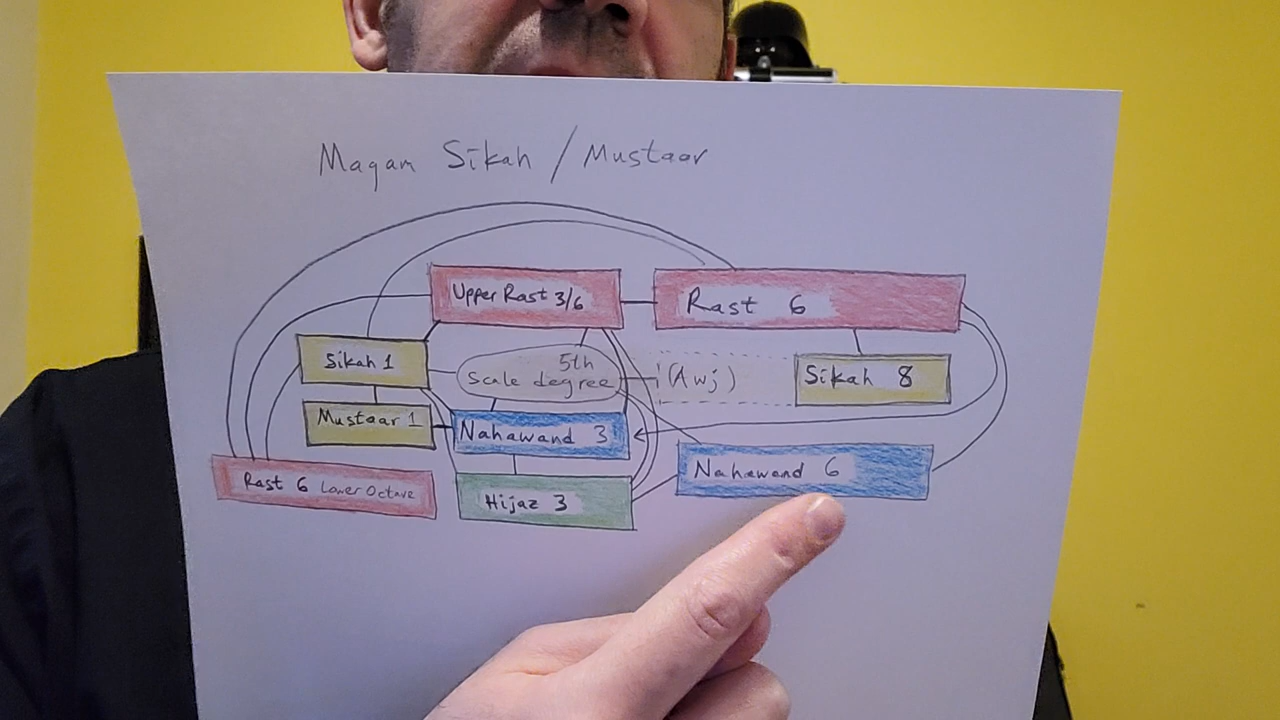 Maqam Sikah / Mustaar
Upper Rast 3/6
Rast 6
Sikah 1
5th
scale degree
(Awj)
Sikah 8
Mustaar 1
Nahawand 3
Nahawand 6
Rast 6 Lower Octave
Hijaz 3